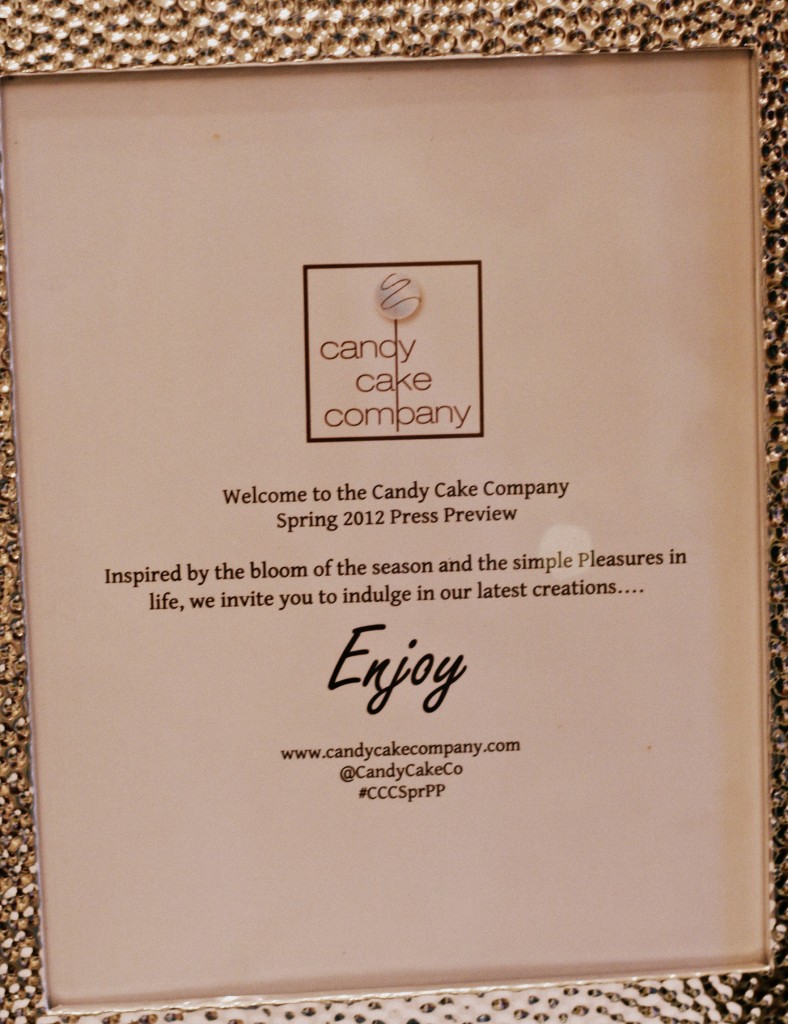 candy
cake
company
Welcome to the Candy Cake Company
Spring 2012 Press Preview
Inspired by the bloom of the season and the simple Pleasures in
life, we invite you to indulge in our latest creations....
Enjoy
www.candycakecompany.com
@CandyCakeCo
#CCCSprPP